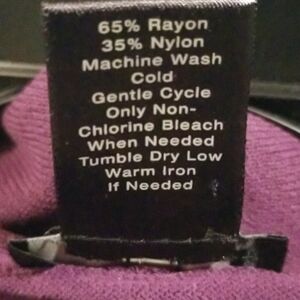 65% Rayon
35% Nylon
Machine Wash
Cold
Gentle Cycle
Only Non-
Chlorine Bleach
When Needed
Tumble Dry Low
Warm Iron
If Needed